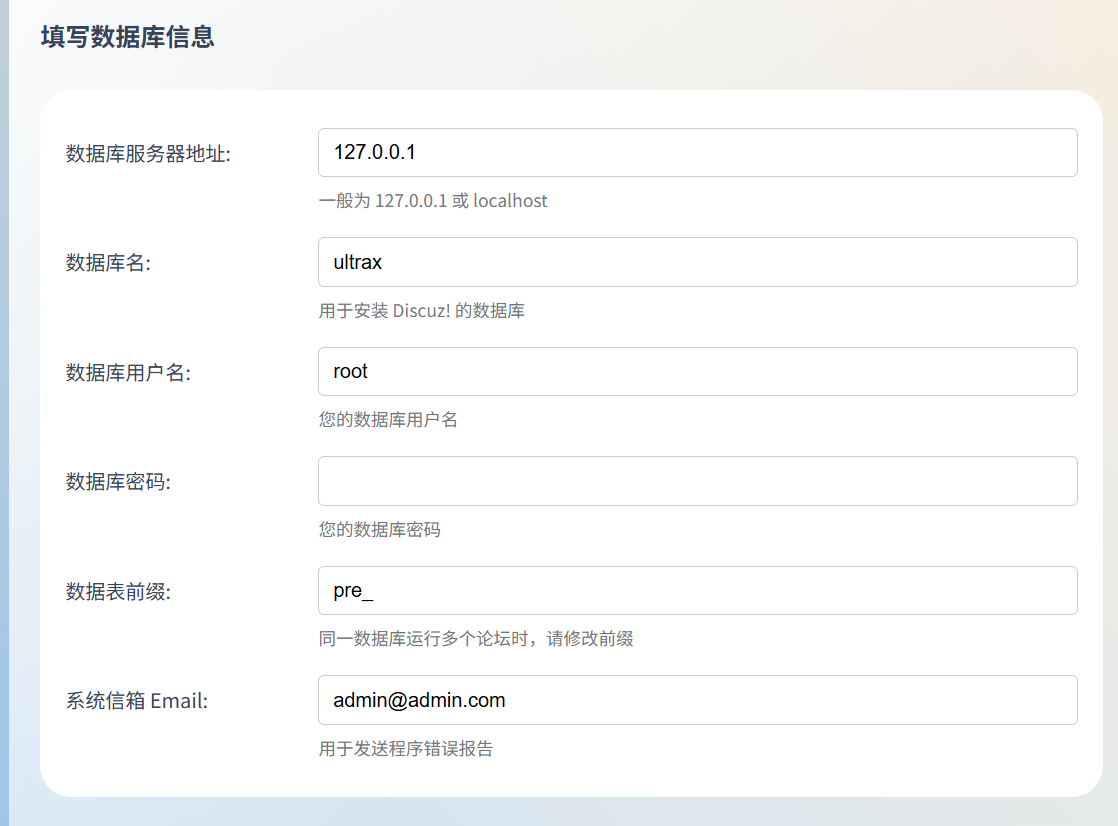 填写数据库信息
数据库服务器地址: 127.0.0.1
一般为 127.0.0.1 或 localhost
数据库名: ultrax
用于安装 Discuz! 的数据库
数据库用户名: root
您的数据库用户名
数据库密码:
您的数据库密码
数据表前缀: pre_
同一数据库运行多个论坛时，请修改前缀
系统信箱 Email: admin@admin.com
用于发送程序错误报告